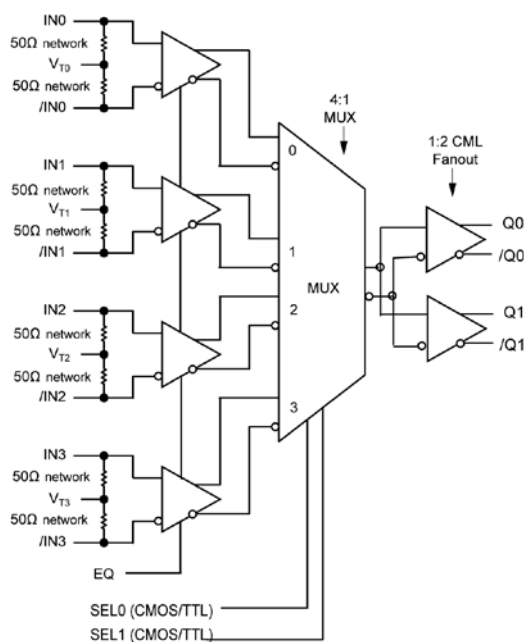 IN0
50Ω network
VT0
50Ω network
/IN0
IN1
50Ω network
VT1
50Ω network
/IN1
IN2
50Ω network
VT2
50Ω network
/IN2
IN3
50Ω network
VT3
50Ω network
/IN3
EQ
SEL0 (CMOS/TTL)
SEL1 (CMOS/TTL)
4:1
MUX
0
1
2
3
MUX
1:2 CML
Fanout
Q0
/Q0
Q1
/Q1